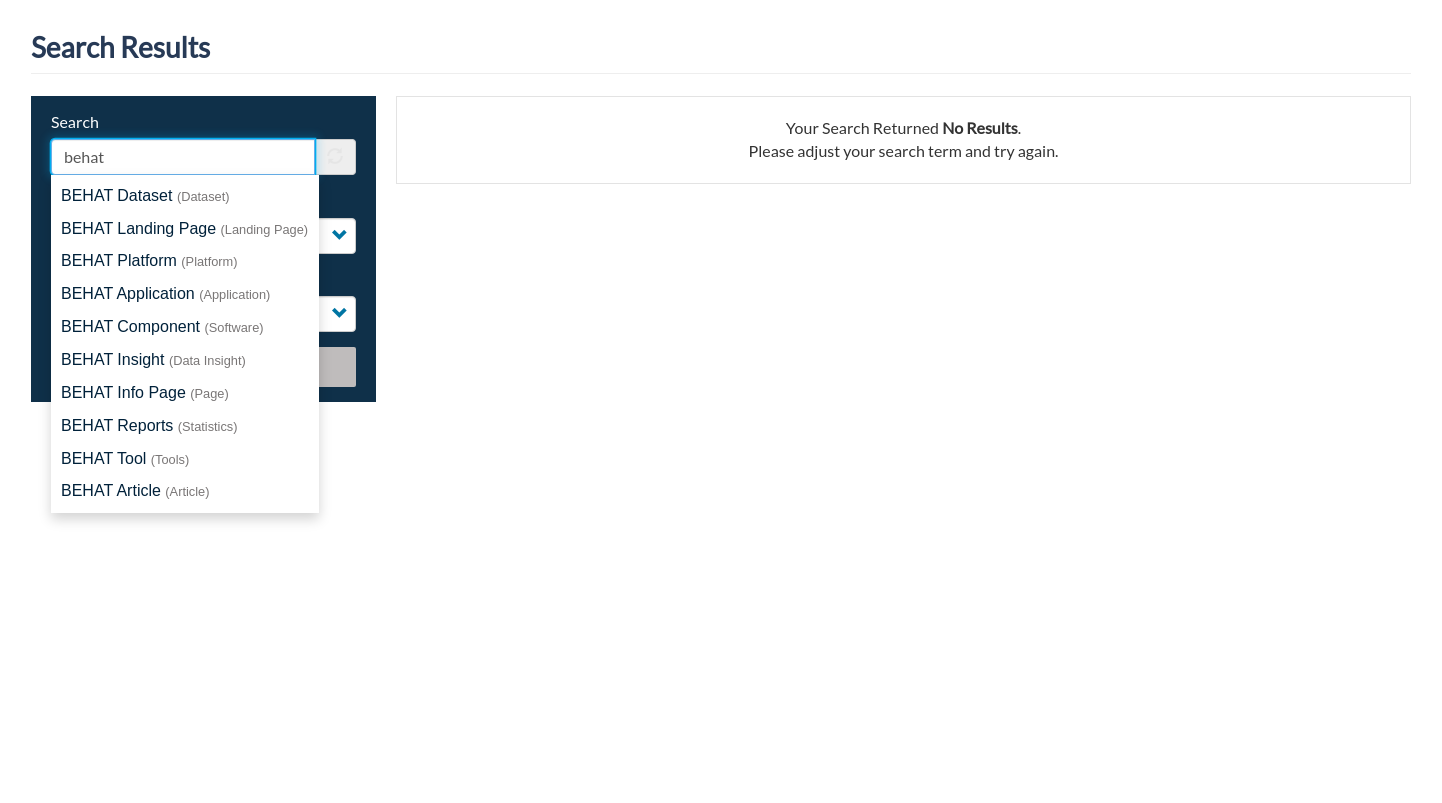 Search Results
Search
behat
BEHAT Dataset (Dataset)
BEHAT Landing Page (Landing Page)
BEHAT Platform (Platform)
BEHAT Application (Application)
BEHAT Component (Software)
BEHAT Insight (Data Insight)
BEHAT Info Page (Page)
BEHAT Reports (Statistics)
BEHAT Tool (Tools)
BEHAT Article (Article)
Your Search Returned No Results.
Please adjust your search term and try again.